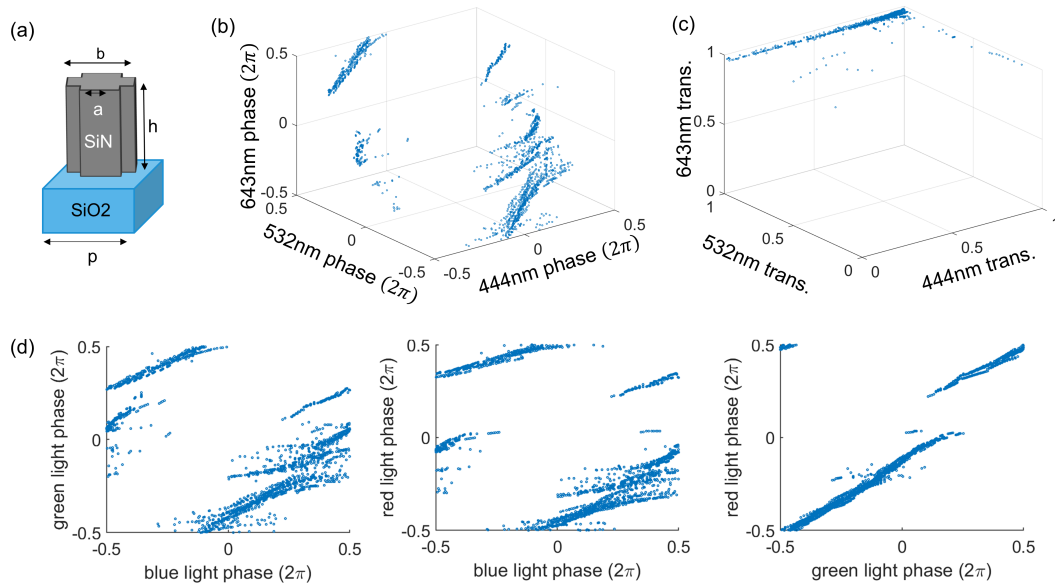 (a)
b
a
h
SiN
SiO2
p
(b)
643nm phase (2π)
0.5
0
-0.5
0.5
0
-0.5
532nm phase (2π)
-0.5
0
0.5
444nm phase (2π)
(c)
643nm trans.
1
0.5
0
1
0.5
0
532nm trans.
0
0.5
1
444nm trans.
(d)
green light phase (2π)
0.5
0
-0.5
-0.5
0
0.5
blue light phase (2π)
red light phase (2π)
0.5
0
-0.5
-0.5
0
0.5
blue light phase (2π)
red light phase (2π)
0.5
0
-0.5
-0.5
0
0.5
green light phase (2π)